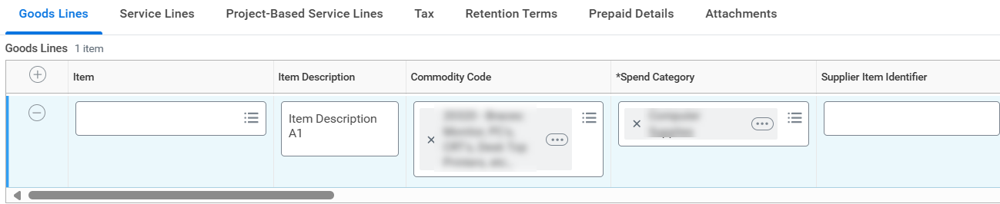 Goods Lines Service Lines Project-Based Service Lines Tax Retention Terms Prepaid Details Attachments
Goods Lines 1 item
Item Item Description Commodity Code *Spend Category Supplier Item Identifier
Item Description
A1